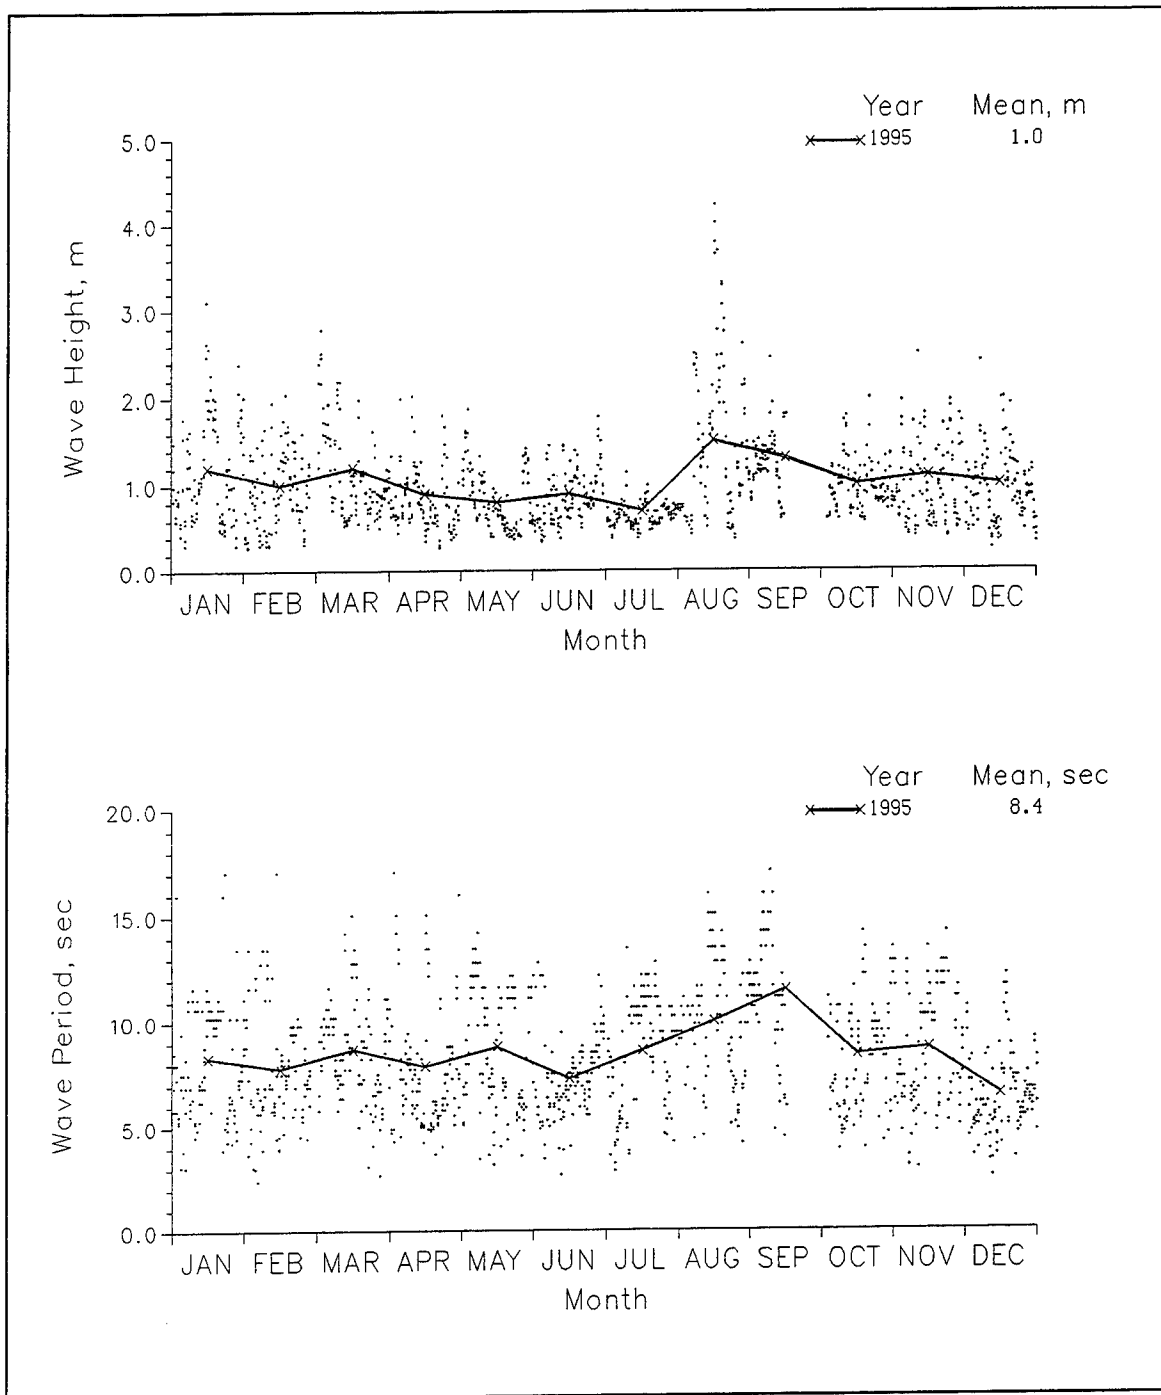 Year Mean, m
1995 1.0
5.0
4.0
3.0
2.0
1.0
0.0
Wave Height, m
JAN FEB MAR APR MAY JUN JUL AUG SEP OCT NOV DEC
Month
Year Mean, sec
1995 8.4
20.0
15.0
10.0
5.0
0.0
Wave Period, sec
JAN FEB MAR APR MAY JUN JUL AUG SEP OCT NOV DEC
Month